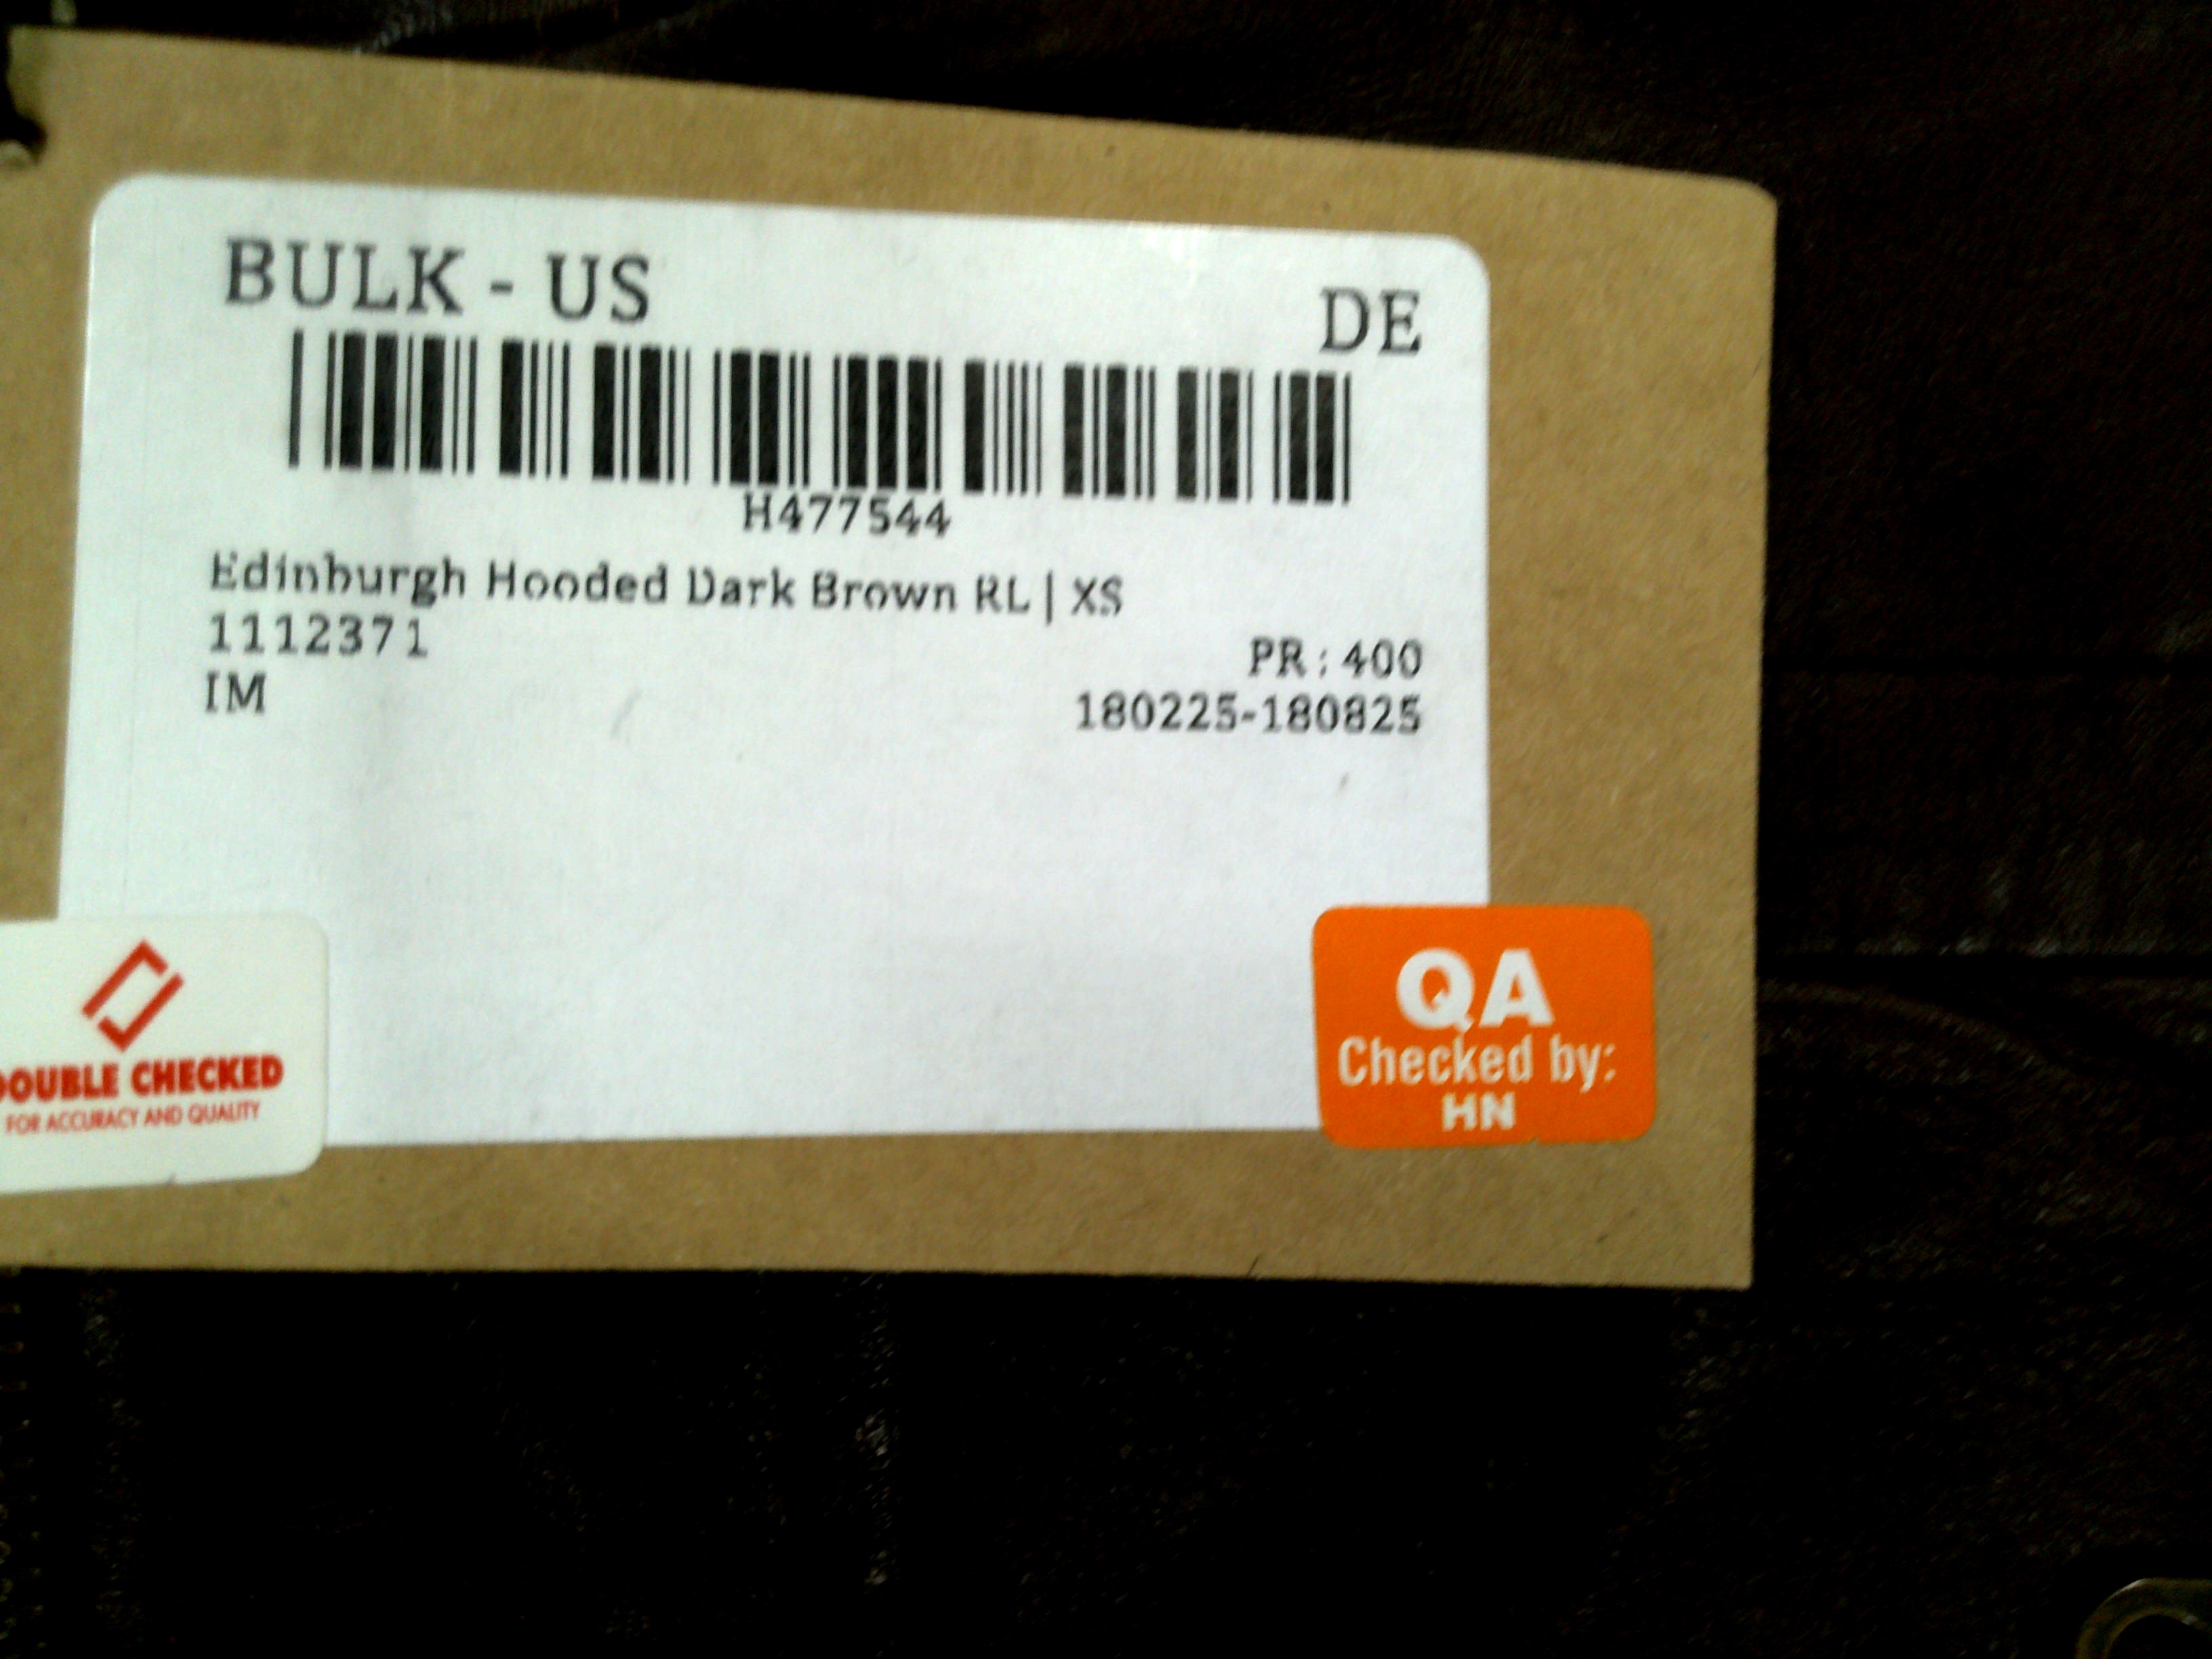 BULK - US
DE
H477544
Edinburgh Hooded Dark Brown RL | XS
1112371
PR : 400
IM
180225-180825
DOUBLE CHECKED
FOR ACCURACY AND QUALITY
QA
Checked by:
HN